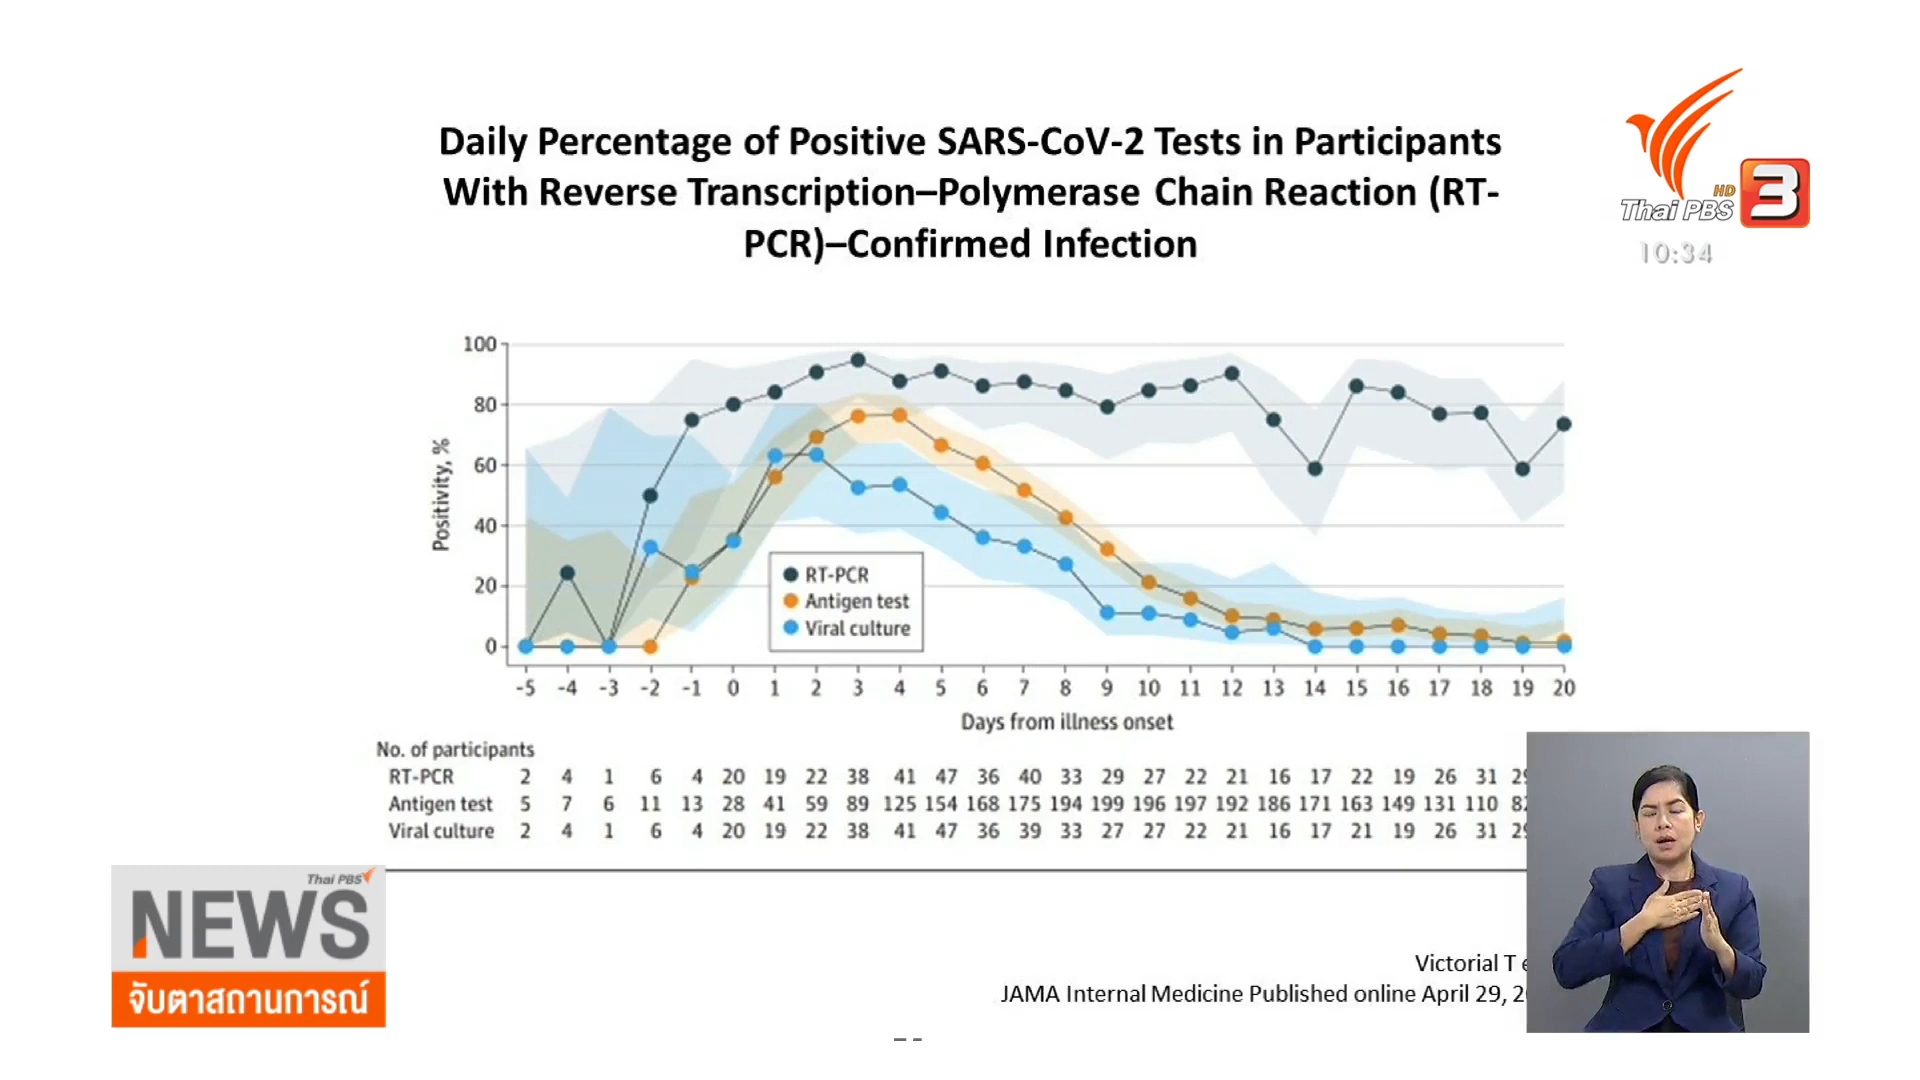 Daily Percentage of Positive SARS-CoV-2 Tests in Participants
With Reverse Transcription–Polymerase Chain Reaction (RT-
PCR)–Confirmed Infection
HD
Thai PBS 3
10:34
100
80
60
40
20
0
Positivity, %
RT-PCR
Antigen test
Viral culture
-5 -4 -3 -2 -1 0 1 2 3 4 5 6 7 8 9 10 11 12 13 14 15 16 17 18 19 20
Days from illness onset
No. of participants
RT-PCR 2 4 1 6 4 20 19 22 38 41 47 36 40 33 29 27 22 21 16 17 22 19 26 31
Antigen test 5 7 6 11 13 28 41 59 89 125 154 168 175 194 199 196 197 192 186 171 163 149 131 110
Viral culture 2 4 1 6 4 20 19 22 38 41 47 36 39 33 27 27 22 21 16 17 21 19 26 31
Thai PBS
NEWS
จับตาสถานการณ์
Victorial T
JAMA Internal Medicine Published online April 29,